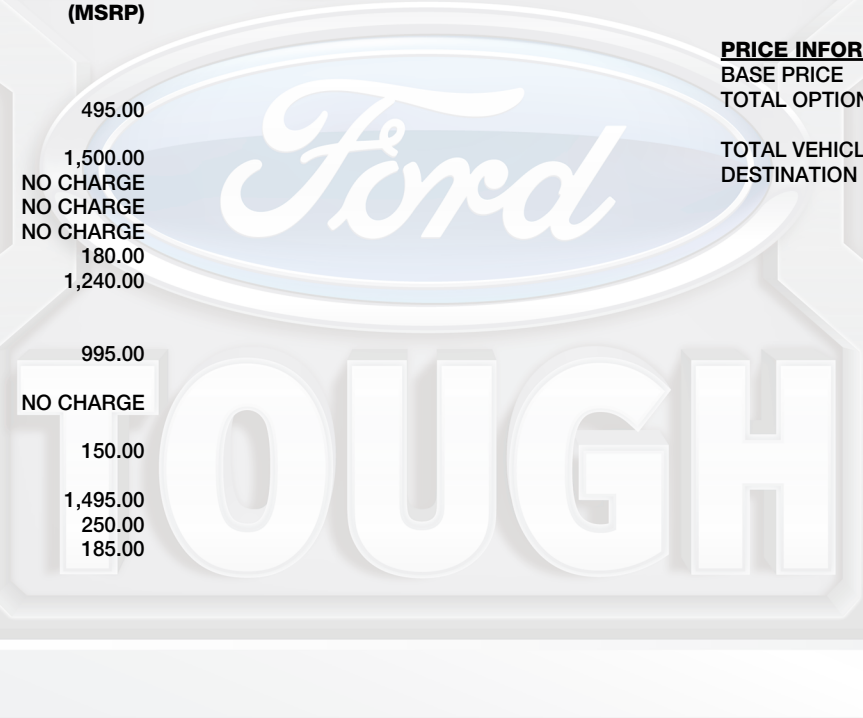 (MSRP)
495.00
1,500.00
NO CHARGE
NO CHARGE
NO CHARGE
180.00
1,240.00
995.00
NO CHARGE
150.00
1,495.00
250.00
185.00
PRICE INFOR
BASE PRICE
TOTAL OPTION
TOTAL VEHICL
DESTINATION
Ford
TOUGH